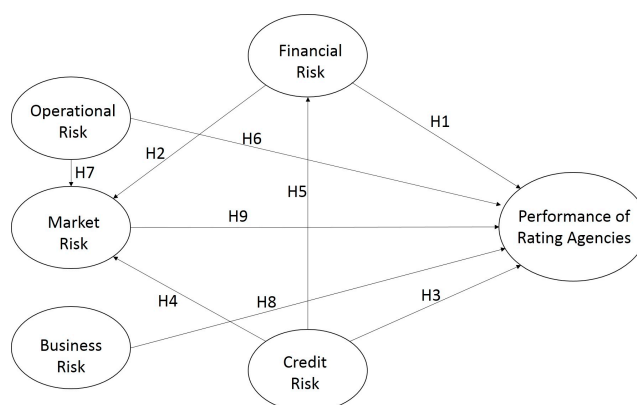 Financial
Risk
Operational
Risk
H1
H6
H2
H7
H5
Market
Risk
H9
Performance of
Rating Agencies
H4
H8
H3
Business
Risk
Credit
Risk